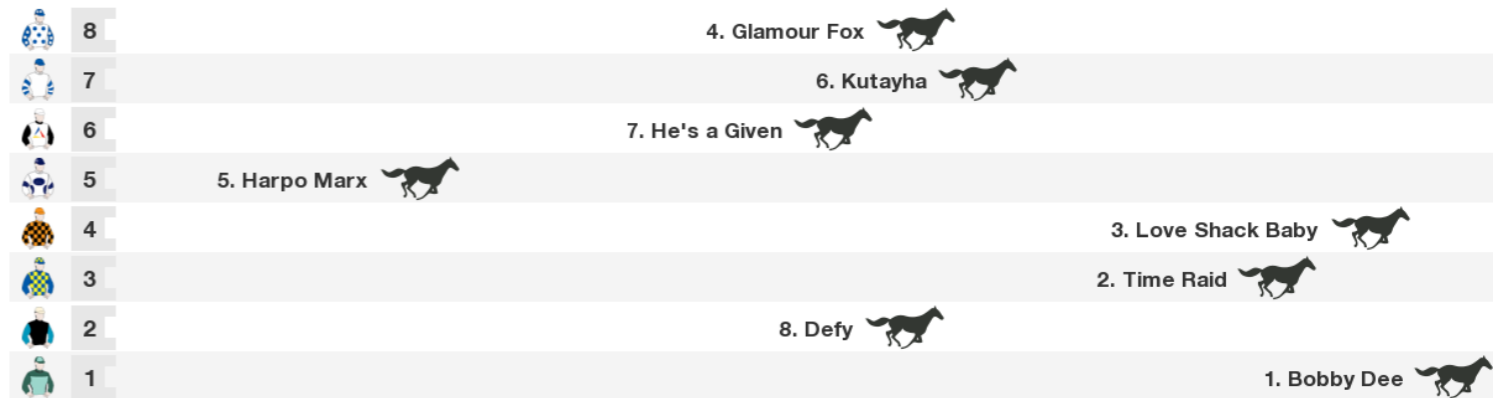 8 4. Glamour Fox
7 6. Kutayha
6 7. He's a Given
5 5. Harpo Marx
4 3. Love Shack Baby
3 2. Time Raid
2 8. Defy
1 1. Bobby Dee